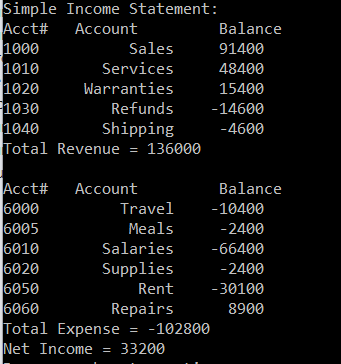 Simple Income Statement:
Acct#   Account          Balance
1000           Sales     91400
1010        Services     48400
1020      Warranties     15400
1030         Refunds    -14600
1040        Shipping     -4600
Total Revenue = 136000
Acct#   Account          Balance
6000          Travel    -10400
6005           Meals     -2400
6010        Salaries    -66400
6020        Supplies     -2400
6050            Rent    -30100
6060         Repairs      8900
Total Expense = -102800
Net Income = 33200